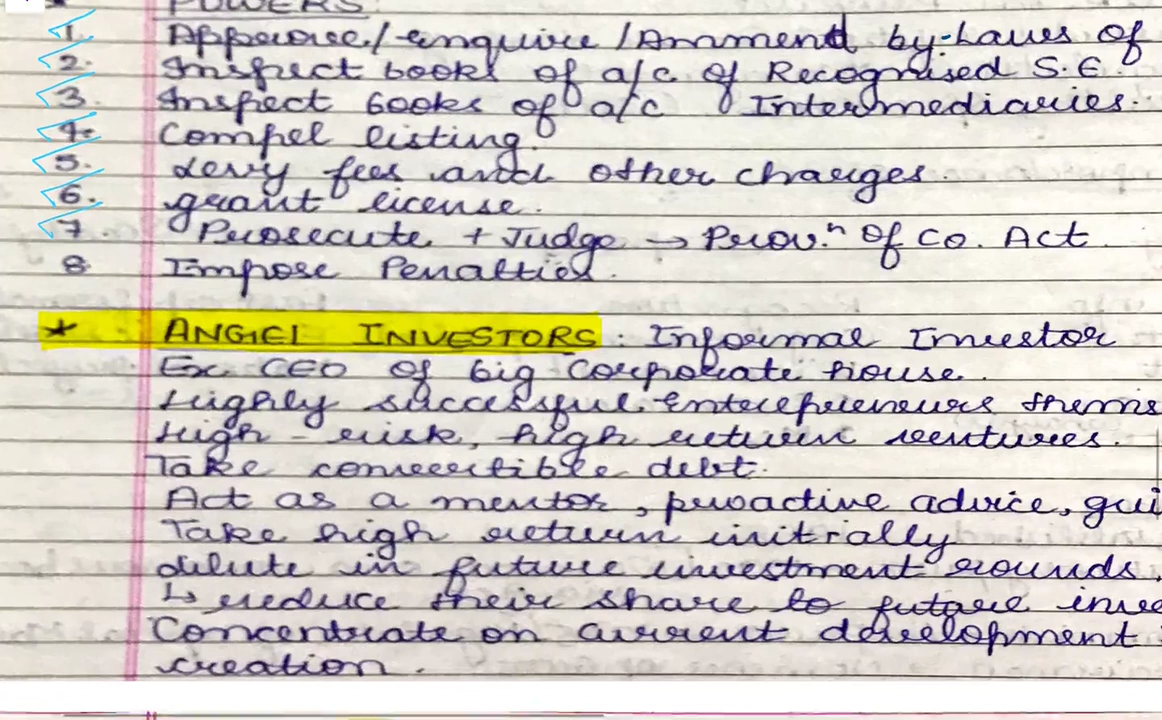 POWERS
1. Approve/enquire/Ammend by-Laws of
2. Inspect books of a/c of Recognised S.E.
3. Inspect books of a/c Intermediaries.
4. Compel listing.
5. Levy fees and other charges.
6. grant license.
7. Prosecute + Judge → Prov.n of Co. Act
8 Impose Penalties.
* ANGEL INVESTORS : Informal Investor
Ex. CEO of big Corporate house.
Highly successful entrepreneurs thems
High - risk, high return ventures.
Take convertible debt.
Act as a mentor, proactive advice, gui
Take high return initially
dilute in future investment rounds.
↳ reduce their share to future inve
Concentrate on current development
creation.